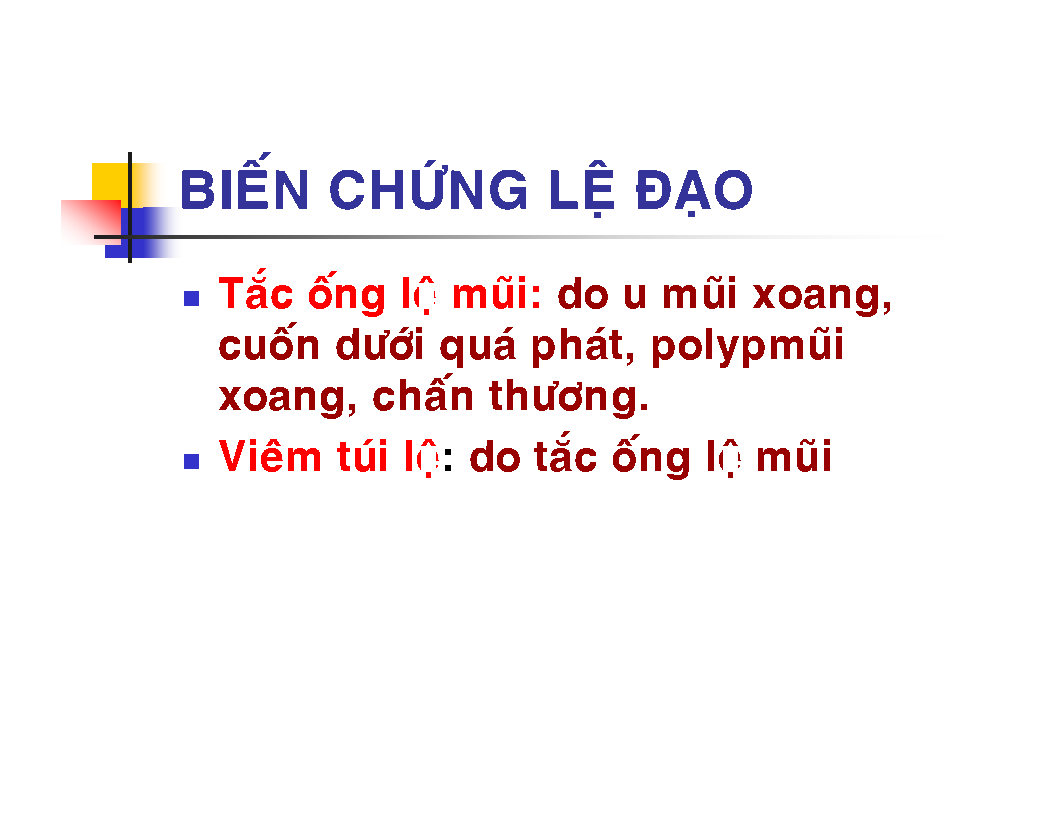 BIẾN CHỨNG LỆ ĐẠO
Tắc ống lệ mũi: do u mũi xoang,
cuốn dưới quá phát, polypmũi
xoang, chấn thương.
Viêm túi lệ: do tắc ống lệ mũi